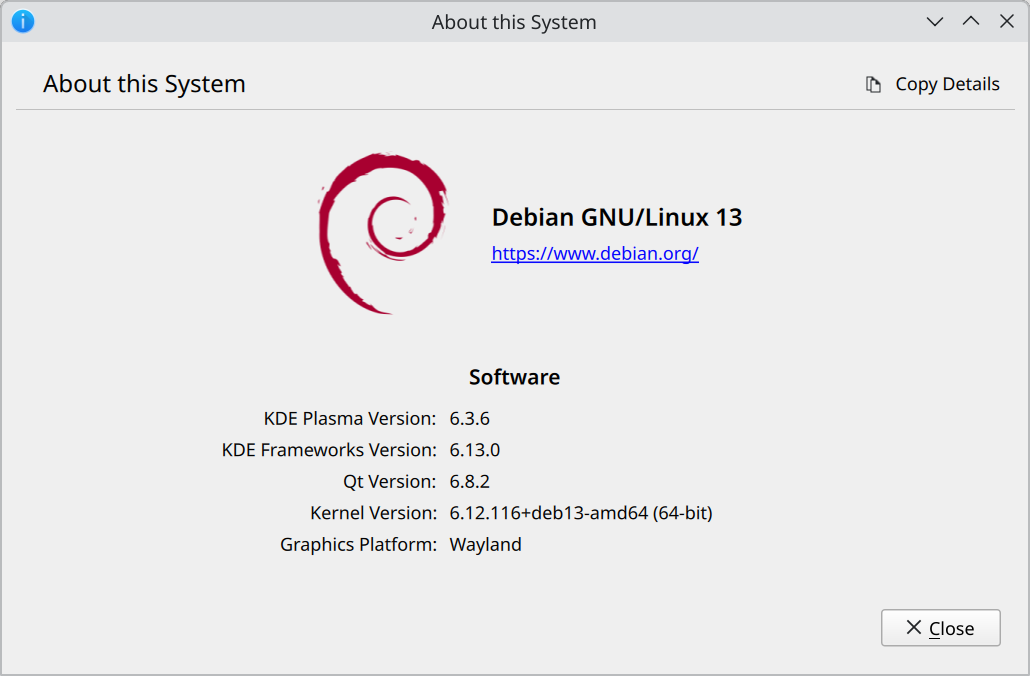 About this System
About this System
Copy Details
Debian GNU/Linux 13
https://www.debian.org/
Software
KDE Plasma Version: 6.3.6
KDE Frameworks Version: 6.13.0
Qt Version: 6.8.2
Kernel Version: 6.12.116+deb13-amd64 (64-bit)
Graphics Platform: Wayland
Close